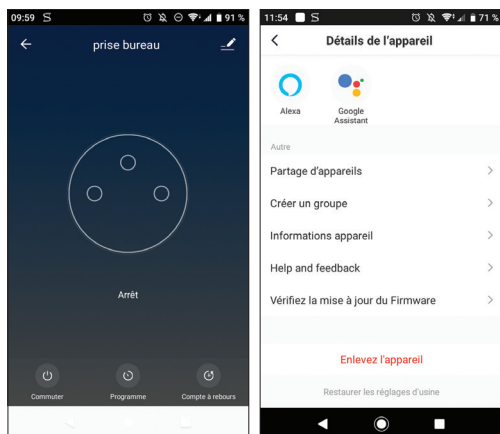 09:59 S 91 %
prise bureau
Arrêt
Commuter Programme Compte à rebours
11:54 S 71 %
Détails de l'appareil
Alexa
Google
Assistant
Autre
Partage d'appareils
Créer un groupe
Informations appareil
Help and feedback
Vérifiez la mise à jour du Firmware
Enlevez l'appareil
Restaurer les réglages d'usine